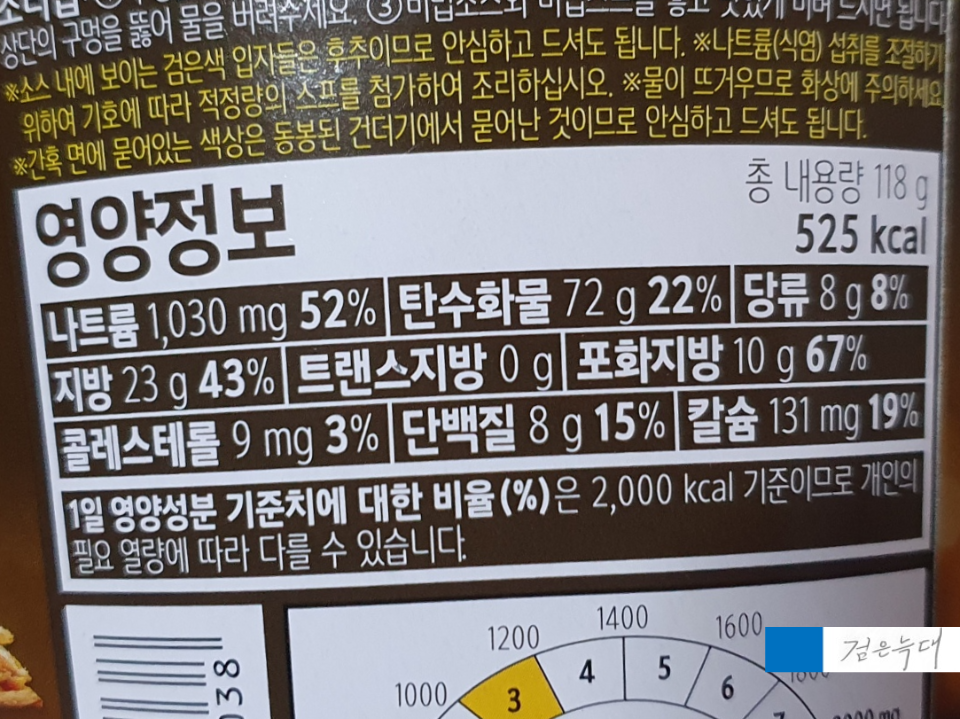 상단의 구멍을 뚫어 물을 버려주세요. ③
※소스 내에 보이는 검은색 입자들은 후추이므로 안심하고 드셔도 됩니다. ※나트륨(식염) 섭취를 조절하기
위하여 기호에 따라 적정량의 스프를 첨가하여 조리하십시오. ※물이 뜨거우므로 화상에 주의하세요
※간혹 면에 묻어있는 색상은 동봉된 건더기에서 묻어난 것이므로 안심하고 드셔도 됩니다.
영양정보
총 내용량 118 g
525 kcal
나트륨 1,030 mg 52% 탄수화물 72 g 22% 당류 8 g 8%
지방 23 g 43% 트랜스지방 0 g 포화지방 10 g 67%
콜레스테롤 9 mg 3% 단백질 8 g 15% 칼슘 131 mg 19%
1일 영양성분 기준치에 대한 비율(%)은 2,000 kcal 기준이므로 개인의
필요 열량에 따라 다를 수 있습니다.
1000 1200 1400 1600
3 4 5 6
038
검은늑대